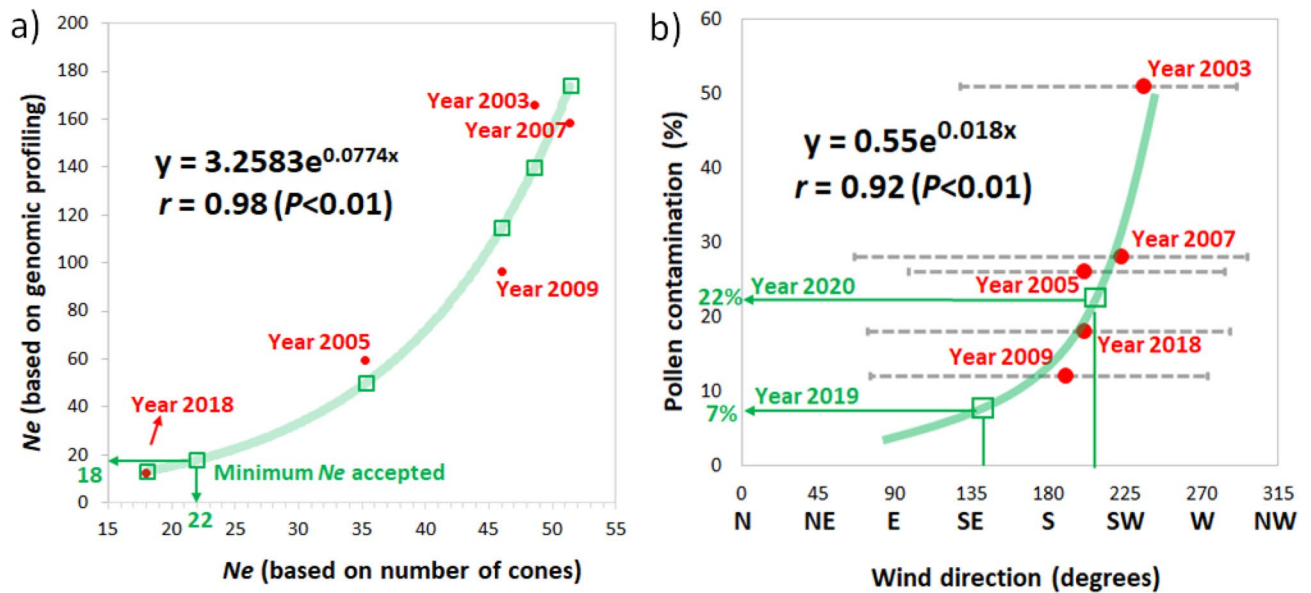 a)
Ne (based on genomic profiling)
200
180
160
140
120
100
80
60
40
20
0
18
y = 3.2583e^0.0774x
r = 0.98 (P<0.01)
Year 2003
Year 2007
Year 2009
Year 2005
Year 2018
Minimum Ne accepted
22
15 20 25 30 35 40 45 50 55
Ne (based on number of cones)
b)
Pollen contamination (%)
60
50
40
30
20
10
0
22%
7%
y = 0.55e^0.018x
r = 0.92 (P<0.01)
Year 2003
Year 2007
Year 2005
Year 2020
Year 2018
Year 2009
Year 2019
0 45 90 135 180 225 270 315
N NE E SE S SW W NW
Wind direction (degrees)